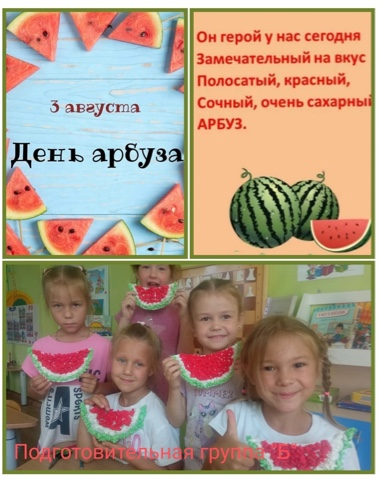 3 августа
День арбуза
Он герой у нас сегодня
Замечательный на вкус
Полосатый, красный,
Сочный, очень сахарный
АРБУЗ.
SPORTS
Подготовительная группа "Б